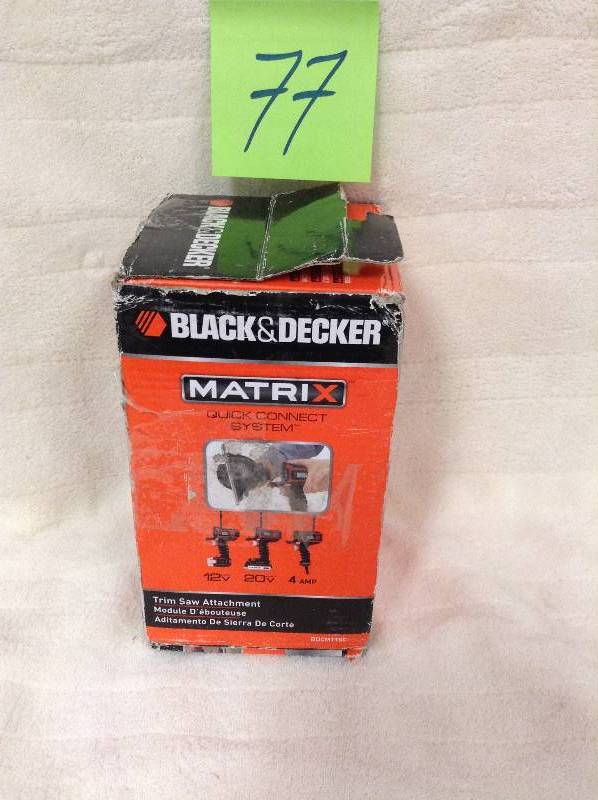 77
BLACK&DECKER
BLACK&DECKER
MATRIX
QUICK CONNECT
SYSTEM™
12V 20V 4 AMP
Trim Saw Attachment
Module D'ébouteuse
Aditamento De Sierra De Corte